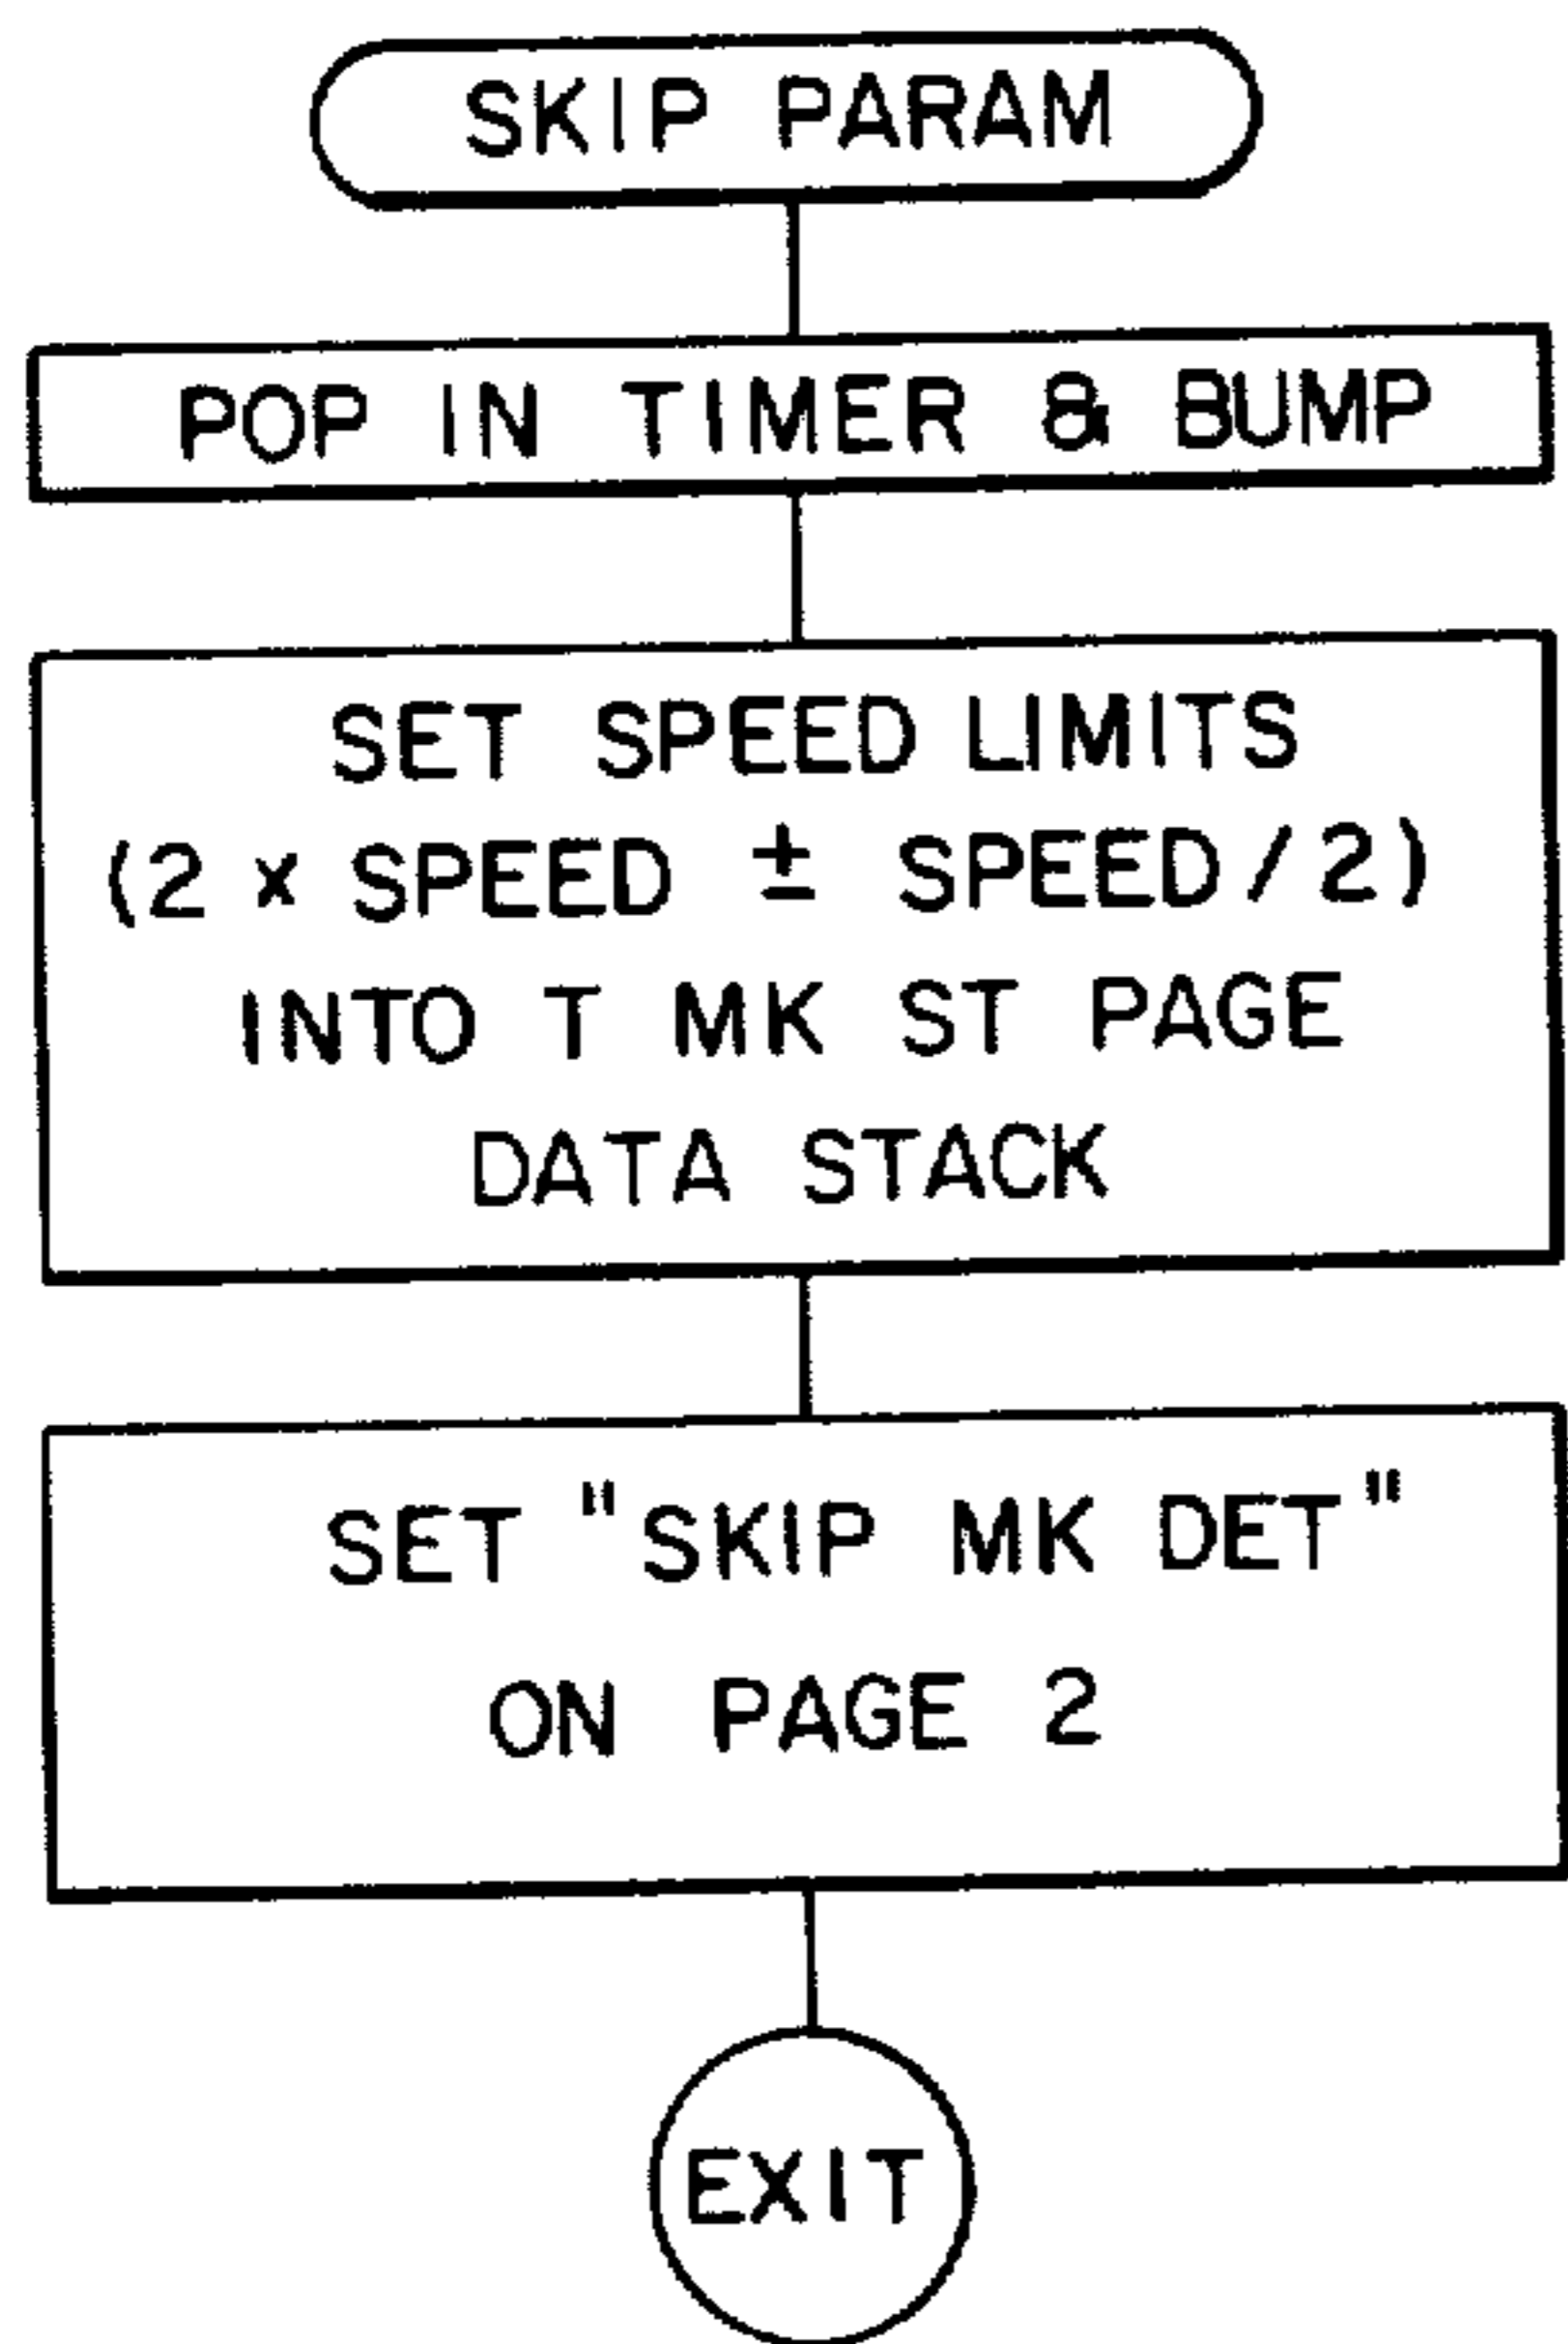 SKIP PARAM
POP IN TIMER & BUMP
SET SPEED LIMITS
(2 x SPEED ± SPEED/2)
INTO T MK ST PAGE
DATA STACK
SET "SKIP MK DET"
ON PAGE 2
EXIT